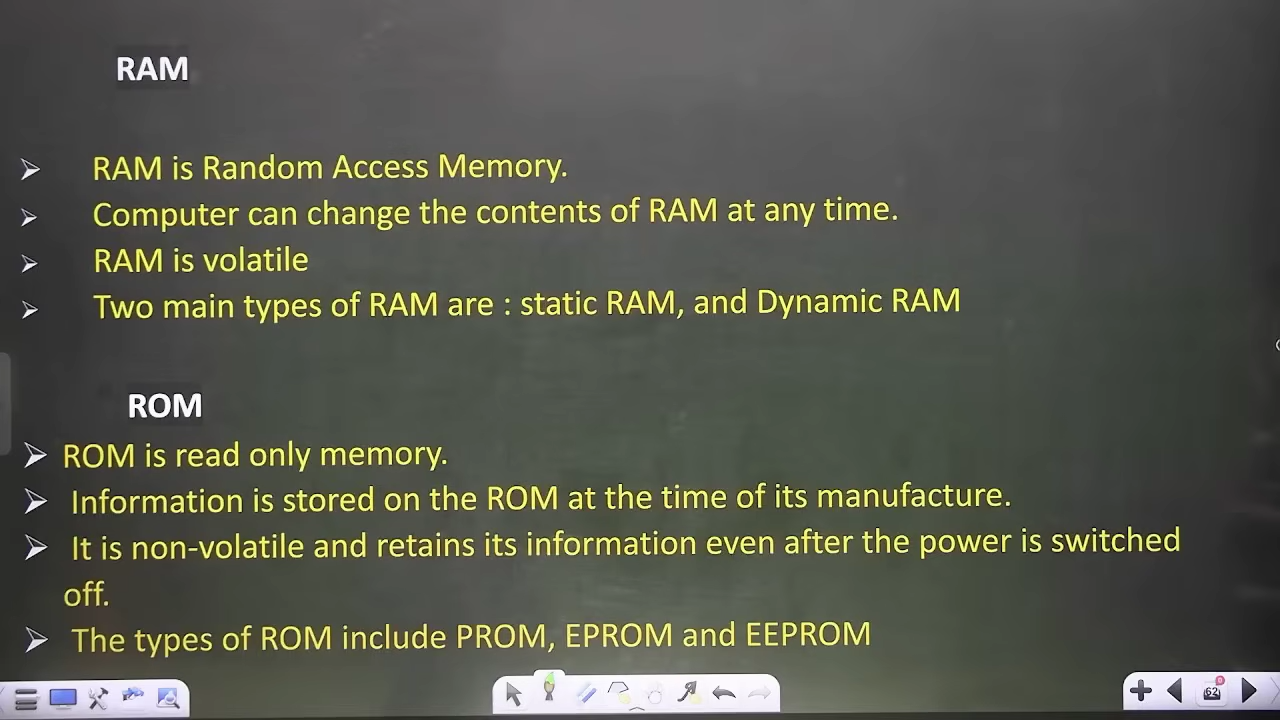 RAM
RAM is Random Access Memory.
Computer can change the contents of RAM at any time.
RAM is volatile
Two main types of RAM are : static RAM, and Dynamic RAM
ROM
ROM is read only memory.
Information is stored on the ROM at the time of its manufacture.
It is non-volatile and retains its information even after the power is switched
off.
The types of ROM include PROM, EPROM and EEPROM
62